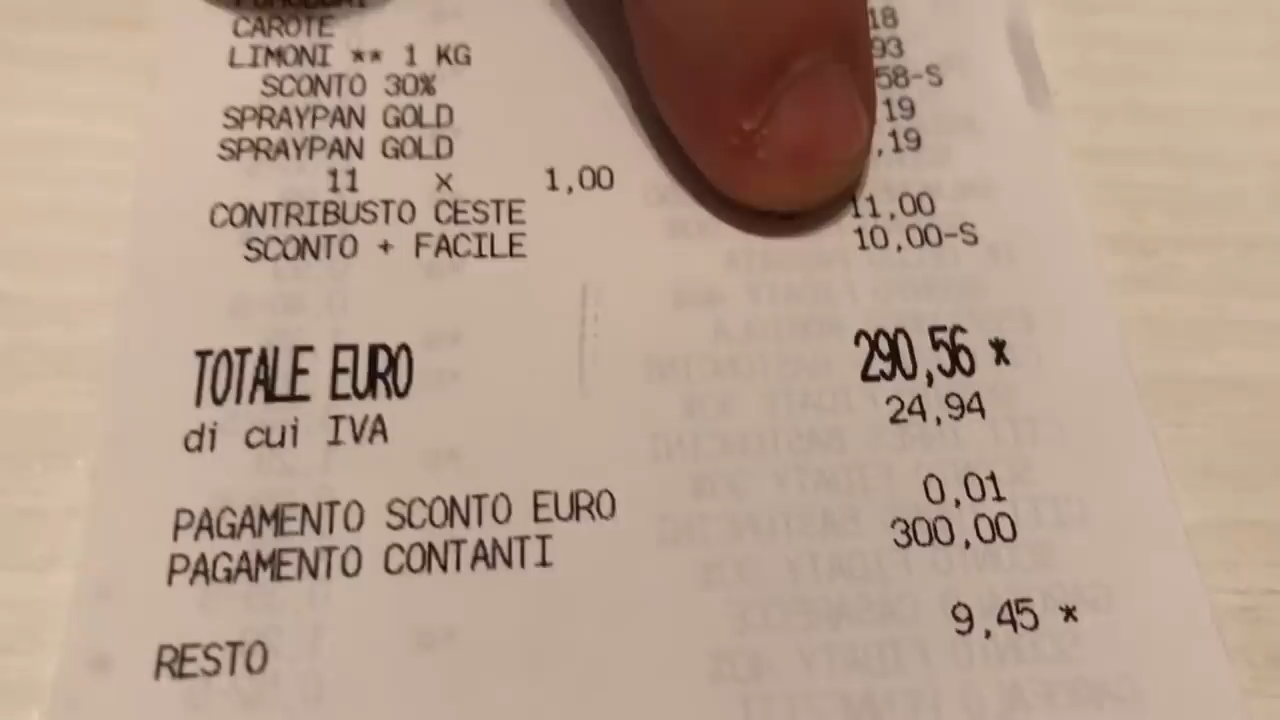 POMODORI
CAROTE 18
LIMONI ** 1 KG 93
SCONTO 30% 58-S
SPRAYPAN GOLD 19
SPRAYPAN GOLD ,19
11 x 1,00
CONTRIBUSTO CESTE 11,00
SCONTO + FACILE 10,00-S
TOTALE EURO 290,56 *
di cui IVA 24,94
PAGAMENTO SCONTO EURO 0,01
PAGAMENTO CONTANTI 300,00
RESTO 9,45 *